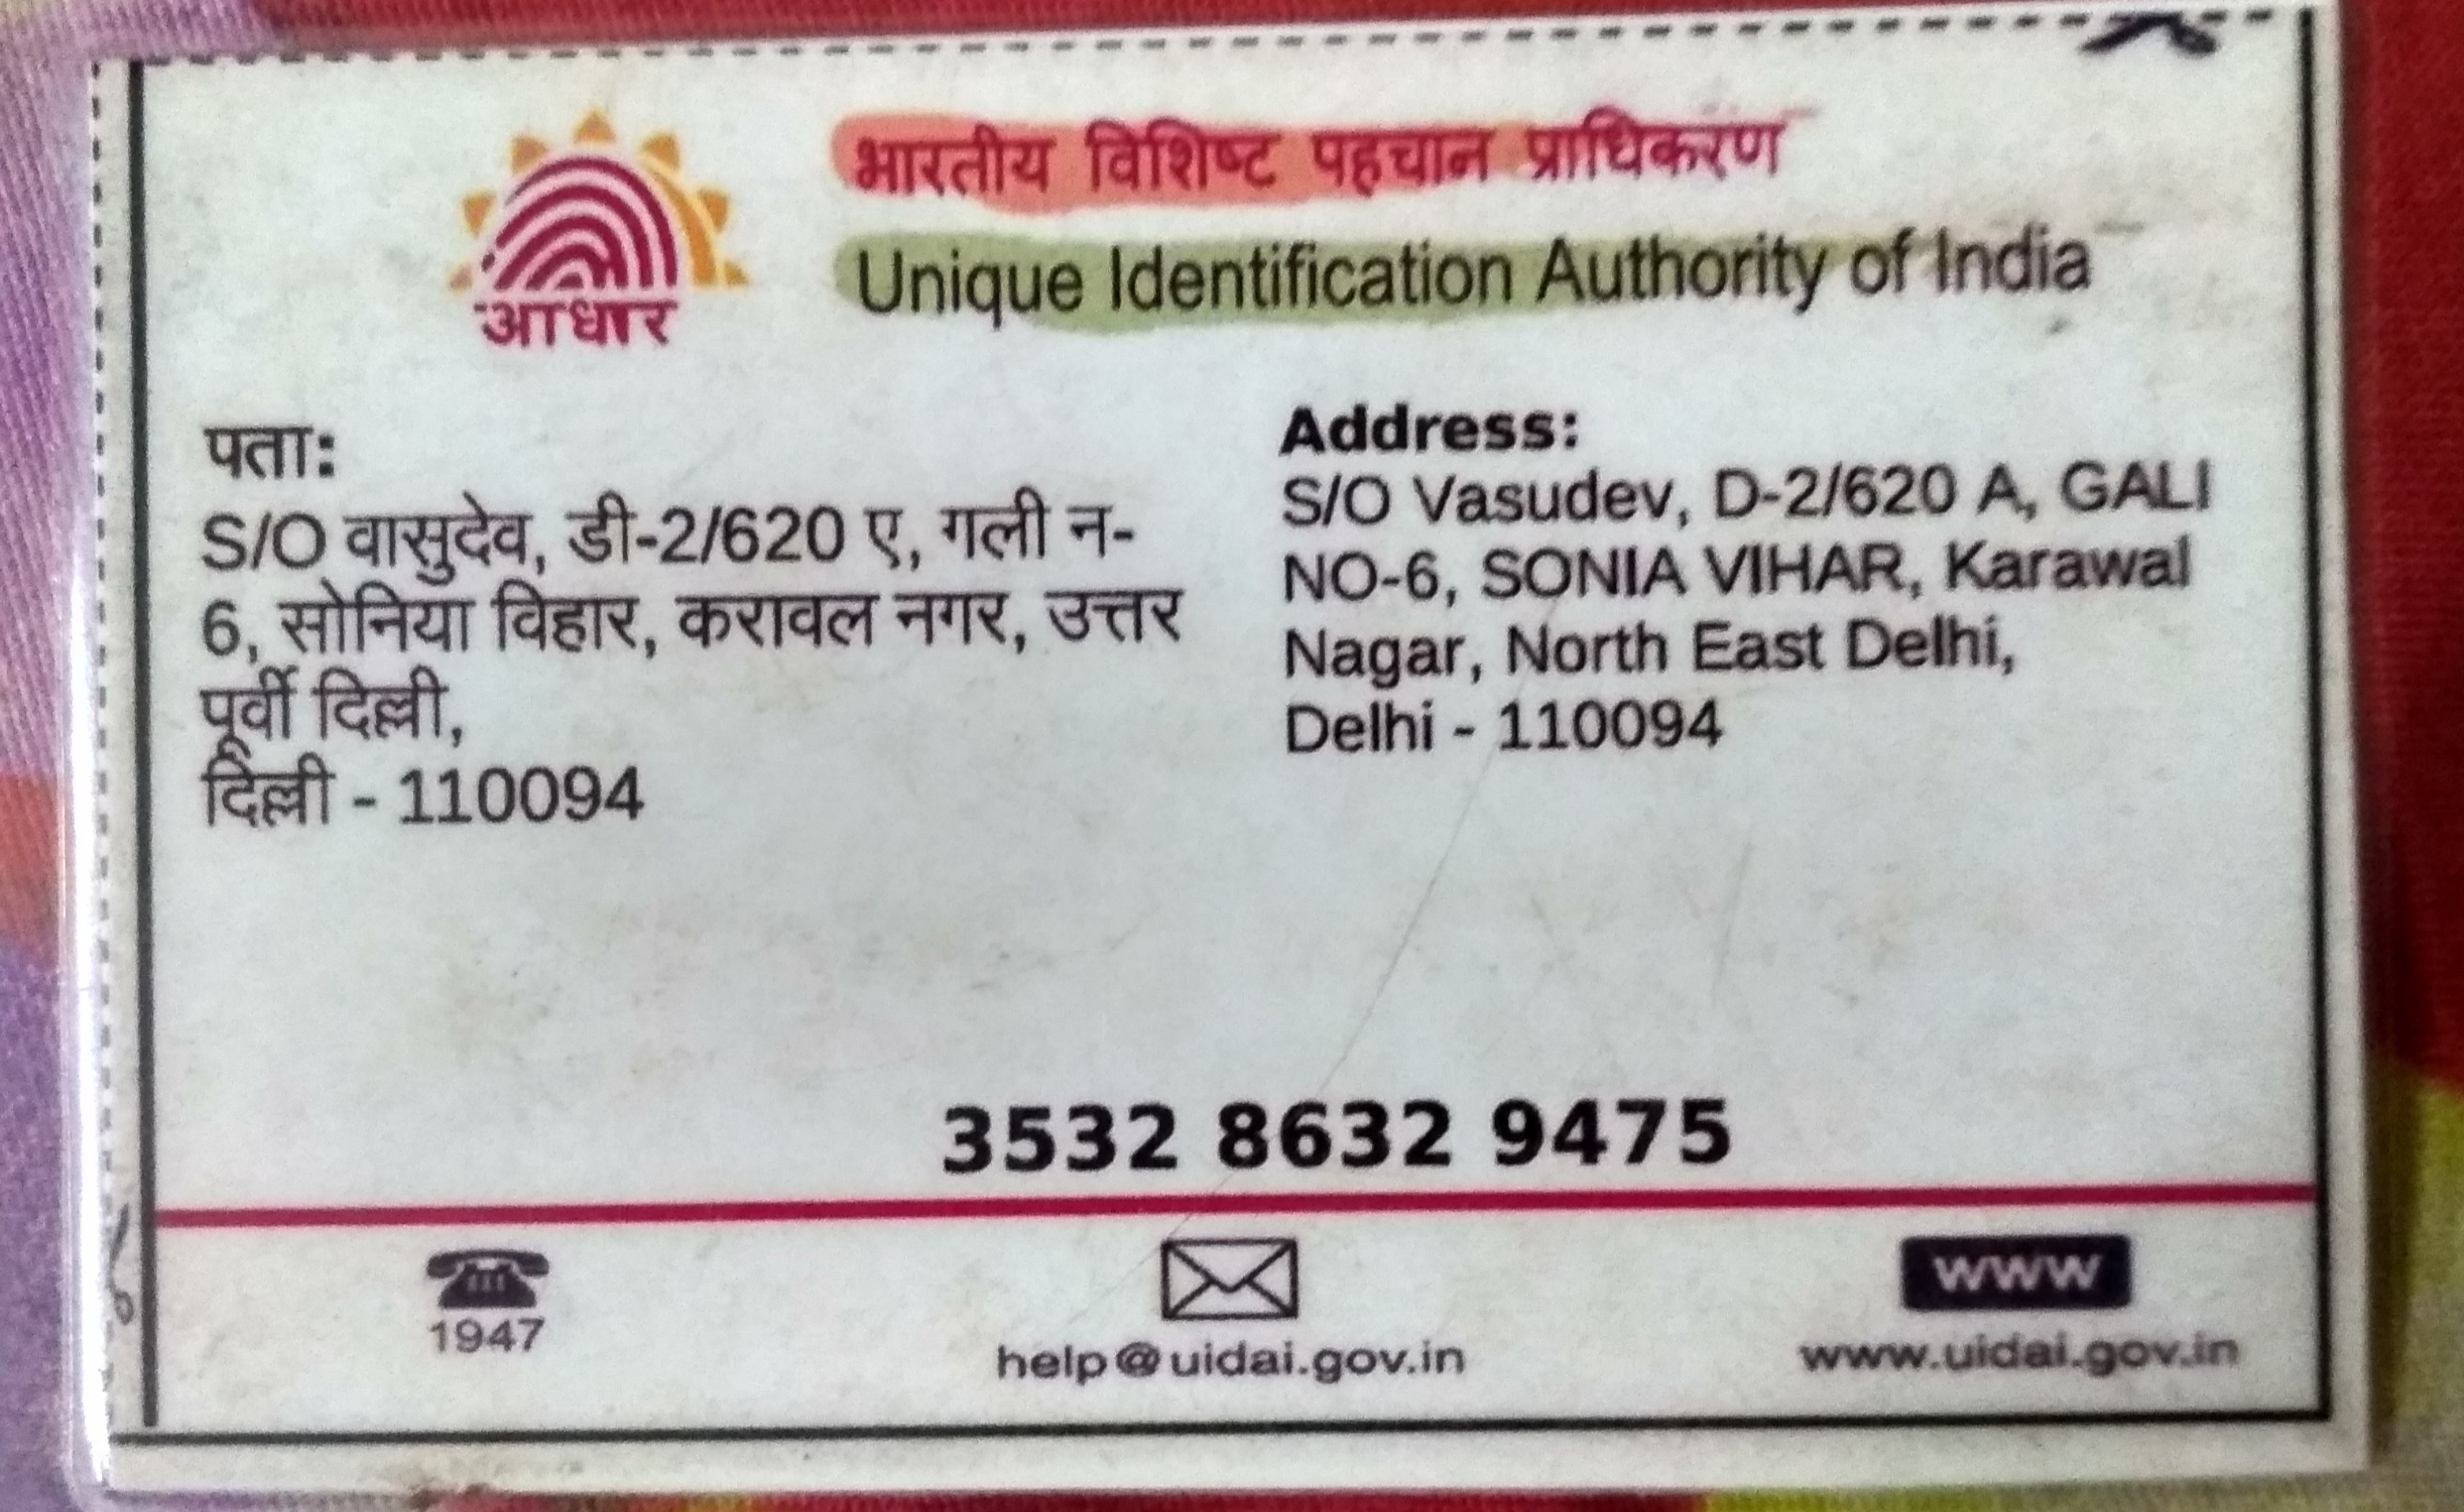 आधार
भारतीय विशिष्ट पहचान प्राधिकरण
Unique Identification Authority of India
पता:
S/O वासुदेव, डी-2/620 ए, गली न-
6, सोनिया विहार, करावल नगर, उत्तर
पूर्वी दिल्ली,
दिल्ली - 110094
Address:
S/O Vasudev, D-2/620 A, GALI
NO-6, SONIA VIHAR, Karawal
Nagar, North East Delhi,
Delhi - 110094
3532 8632 9475
1947
help@uidai.gov.in
www
www.uidai.gov.in